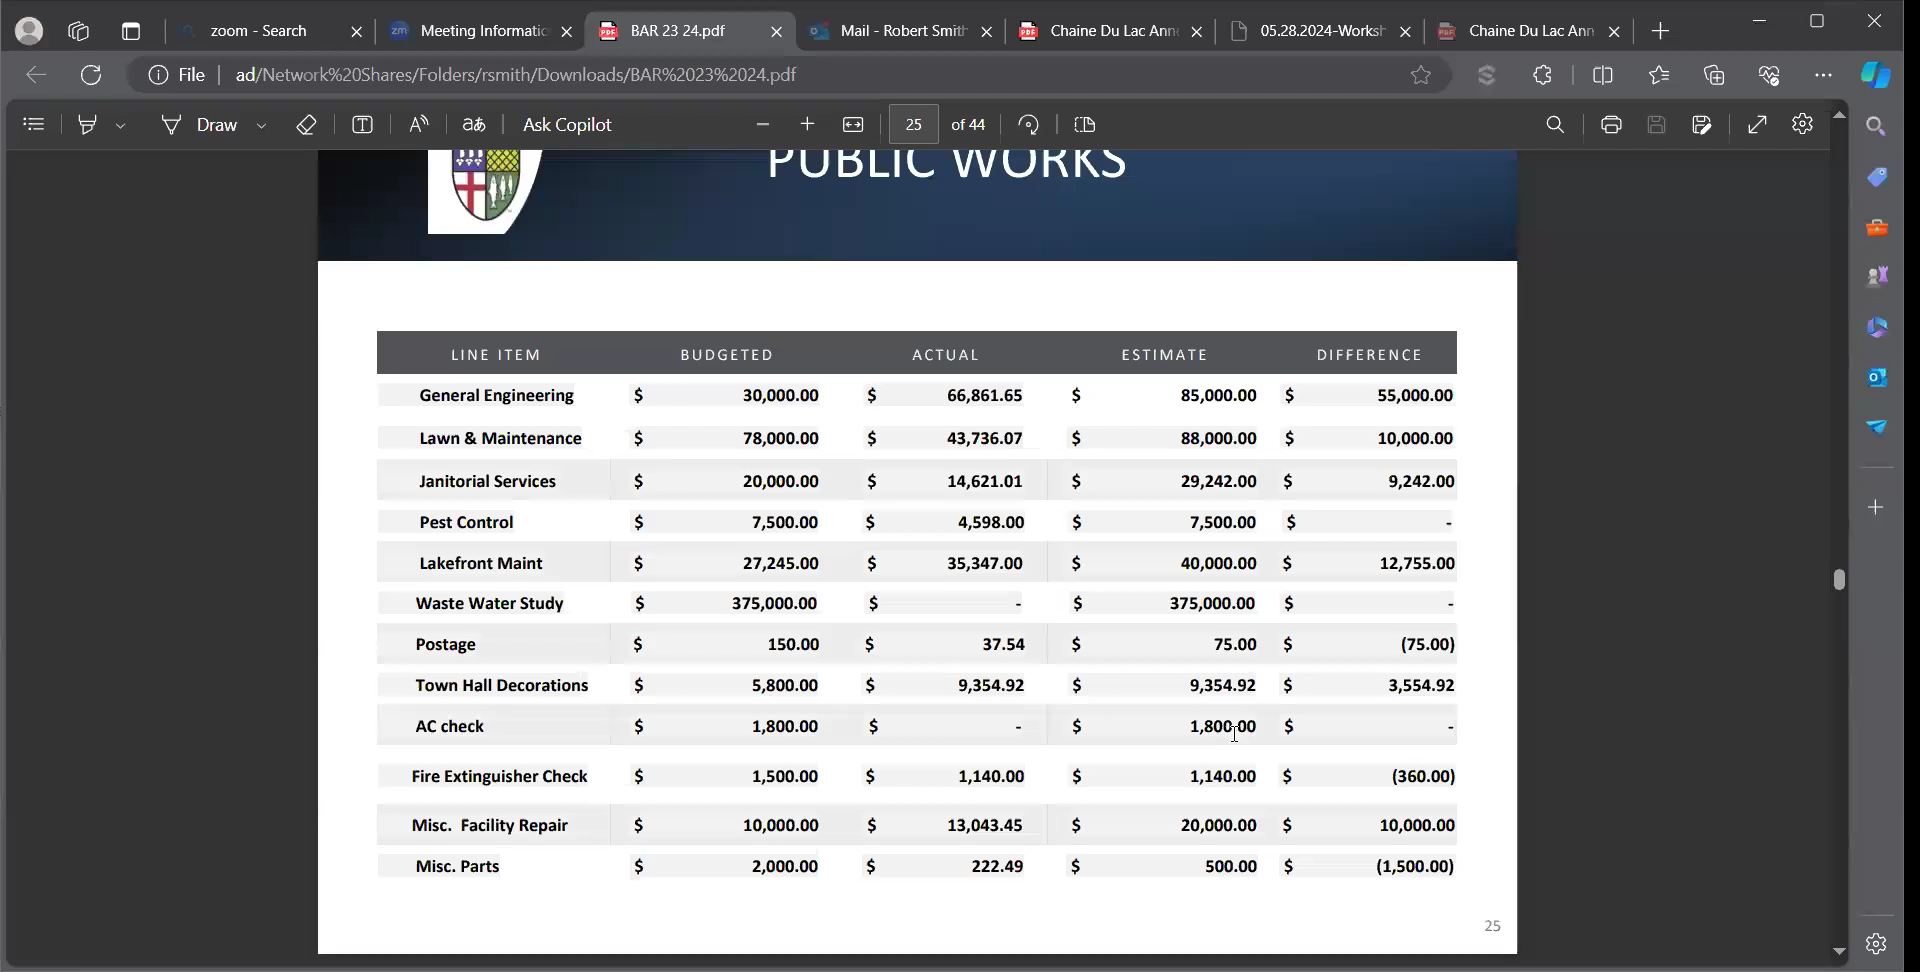 zoom - Search
Meeting Informatic
BAR 23 24.pdf
Mail - Robert Smith
Chaine Du Lac Ann
05.28.2024-Worksh
Chaine Du Lac Ann
File
ad/Network%20Shares/Folders/rsmith/Downloads/BAR%2023%2024.pdf
Draw
Ask Copilot
25 of 44
PUBLIC WORKS
LINE ITEM BUDGETED ACTUAL ESTIMATE DIFFERENCE
General Engineering $ 30,000.00 $ 66,861.65 $ 85,000.00 $ 55,000.00
Lawn & Maintenance $ 78,000.00 $ 43,736.07 $ 88,000.00 $ 10,000.00
Janitorial Services $ 20,000.00 $ 14,621.01 $ 29,242.00 $ 9,242.00
Pest Control $ 7,500.00 $ 4,598.00 $ 7,500.00 $ -
Lakefront Maint $ 27,245.00 $ 35,347.00 $ 40,000.00 $ 12,755.00
Waste Water Study $ 375,000.00 $ - $ 375,000.00 $ -
Postage $ 150.00 $ 37.54 $ 75.00 $ (75.00)
Town Hall Decorations $ 5,800.00 $ 9,354.92 $ 9,354.92 $ 3,554.92
AC check $ 1,800.00 $ - $ 1,800.00 $ -
Fire Extinguisher Check $ 1,500.00 $ 1,140.00 $ 1,140.00 $ (360.00)
Misc. Facility Repair $ 10,000.00 $ 13,043.45 $ 20,000.00 $ 10,000.00
Misc. Parts $ 2,000.00 $ 222.49 $ 500.00 $ (1,500.00)
25